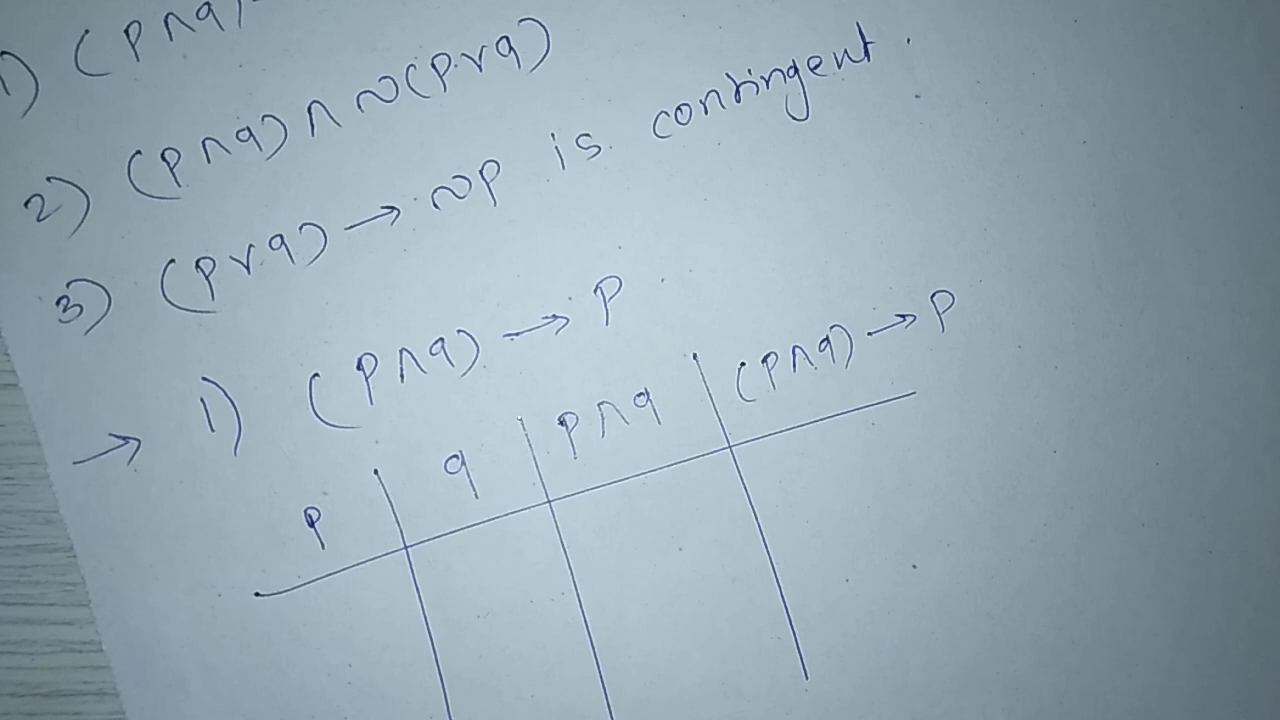 1) (p∧q)
2) (p∧q) ∧ ~(p∨q)
3) (p∨q) → ~p is contingent.
→ 1) (p∧q) → p
p q p∧q (p∧q) → p